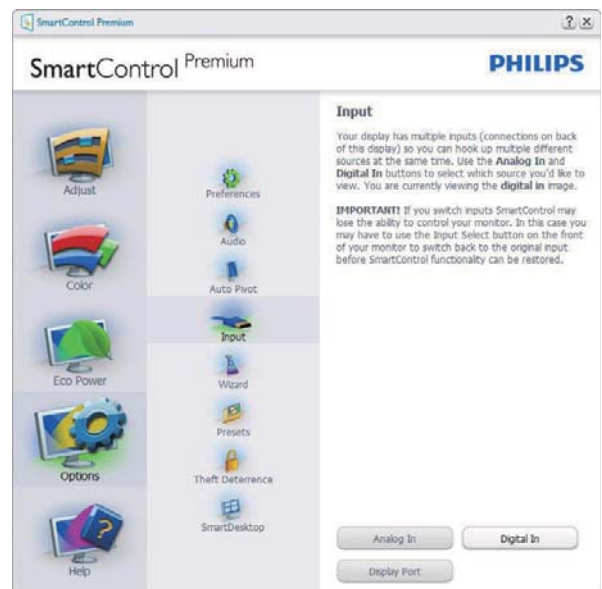 SmartControl Premium
? x
SmartControl Premium
PHILIPS
Adjust
Color
Eco Power
Options
Help
Preferences
Audio
Auto Pivot
Input
Wizard
Presets
Theft Deterrence
SmartDesktop
Input
Your display has multiple inputs (connections on back
of this display) so you can hook up multiple different
sources at the same time. Use the Analog In and
Digital In buttons to select which source you'd like to
view. You are currently viewing the digital in image.
IMPORTANT! If you switch inputs SmartControl may
lose the ability to control your monitor. In this case you
may have to use the Input Select button on the front
of your monitor to switch back to the original input
before SmartControl functionality can be restored.
Analog In
Digital In
Display Port